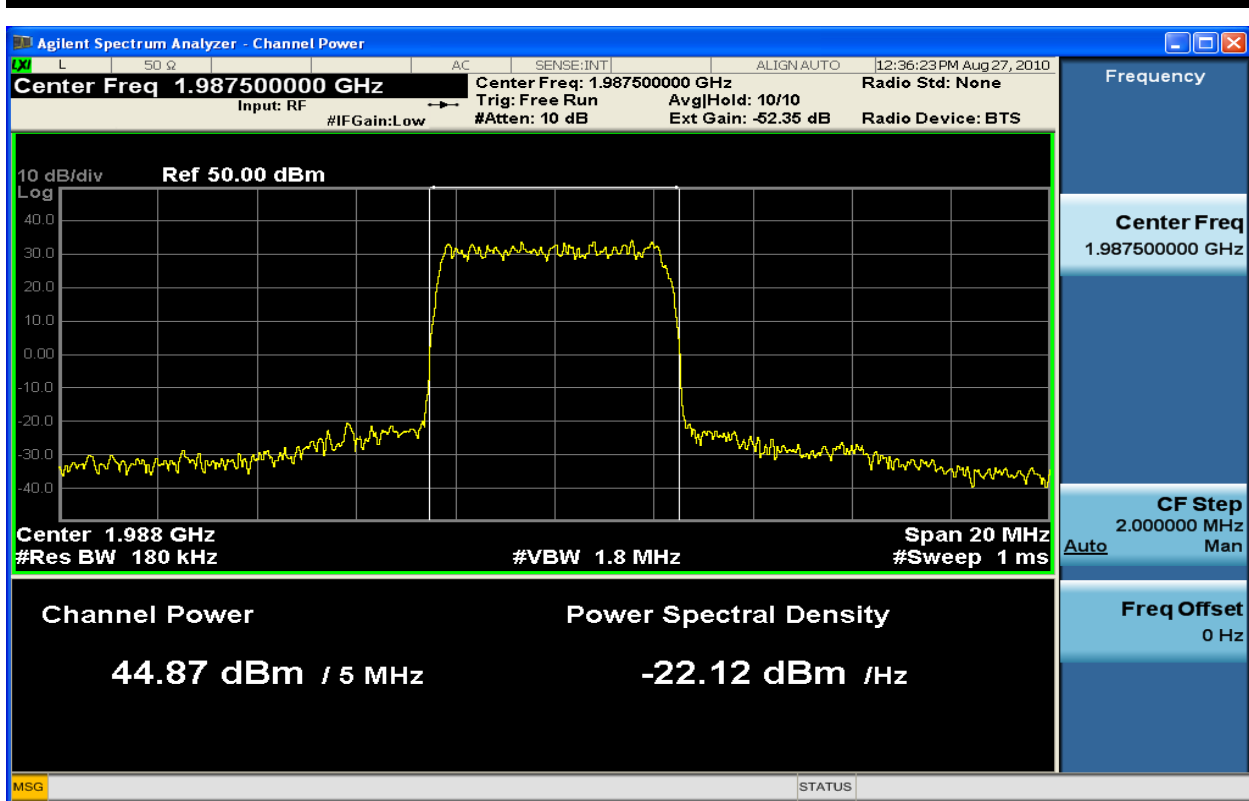 Agilent Spectrum Analyzer - Channel Power
LXI L 50 Ω AC SENSE:INT ALIGN AUTO 12:36:23 PM Aug 27, 2010
Center Freq 1.987500000 GHz
Input: RF
#IFGain:Low
Center Freq: 1.987500000 GHz
Trig: Free Run Avg|Hold: 10/10
#Atten: 10 dB Ext Gain: -52.35 dB
Radio Std: None
Radio Device: BTS
10 dB/div Ref 50.00 dBm
Log
40.0
30.0
20.0
10.0
0.00
-10.0
-20.0
-30.0
-40.0
Center 1.988 GHz Span 20 MHz
#Res BW 180 kHz #VBW 1.8 MHz #Sweep 1 ms
Channel Power Power Spectral Density
44.87 dBm / 5 MHz -22.12 dBm /Hz
Frequency
Center Freq
1.987500000 GHz
CF Step
2.000000 MHz
Auto Man
Freq Offset
0 Hz
MSG STATUS